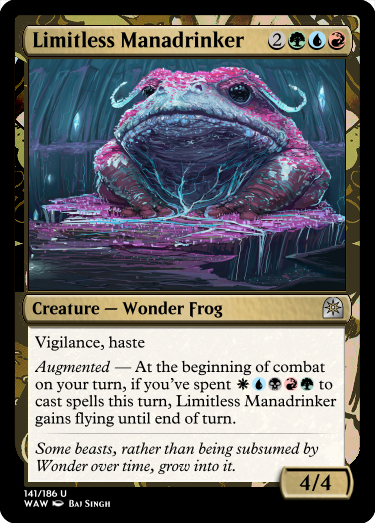 Limitless Manadrinker 2
Creature — Wonder Frog
Vigilance, haste
Augmented — At the beginning of combat
on your turn, if you've spent to
cast spells this turn, Limitless Manadrinker
gains flying until end of turn.
Some beasts, rather than being subsumed by
Wonder over time, grow into it.
4/4
141/186 U
WAW Baj Singh